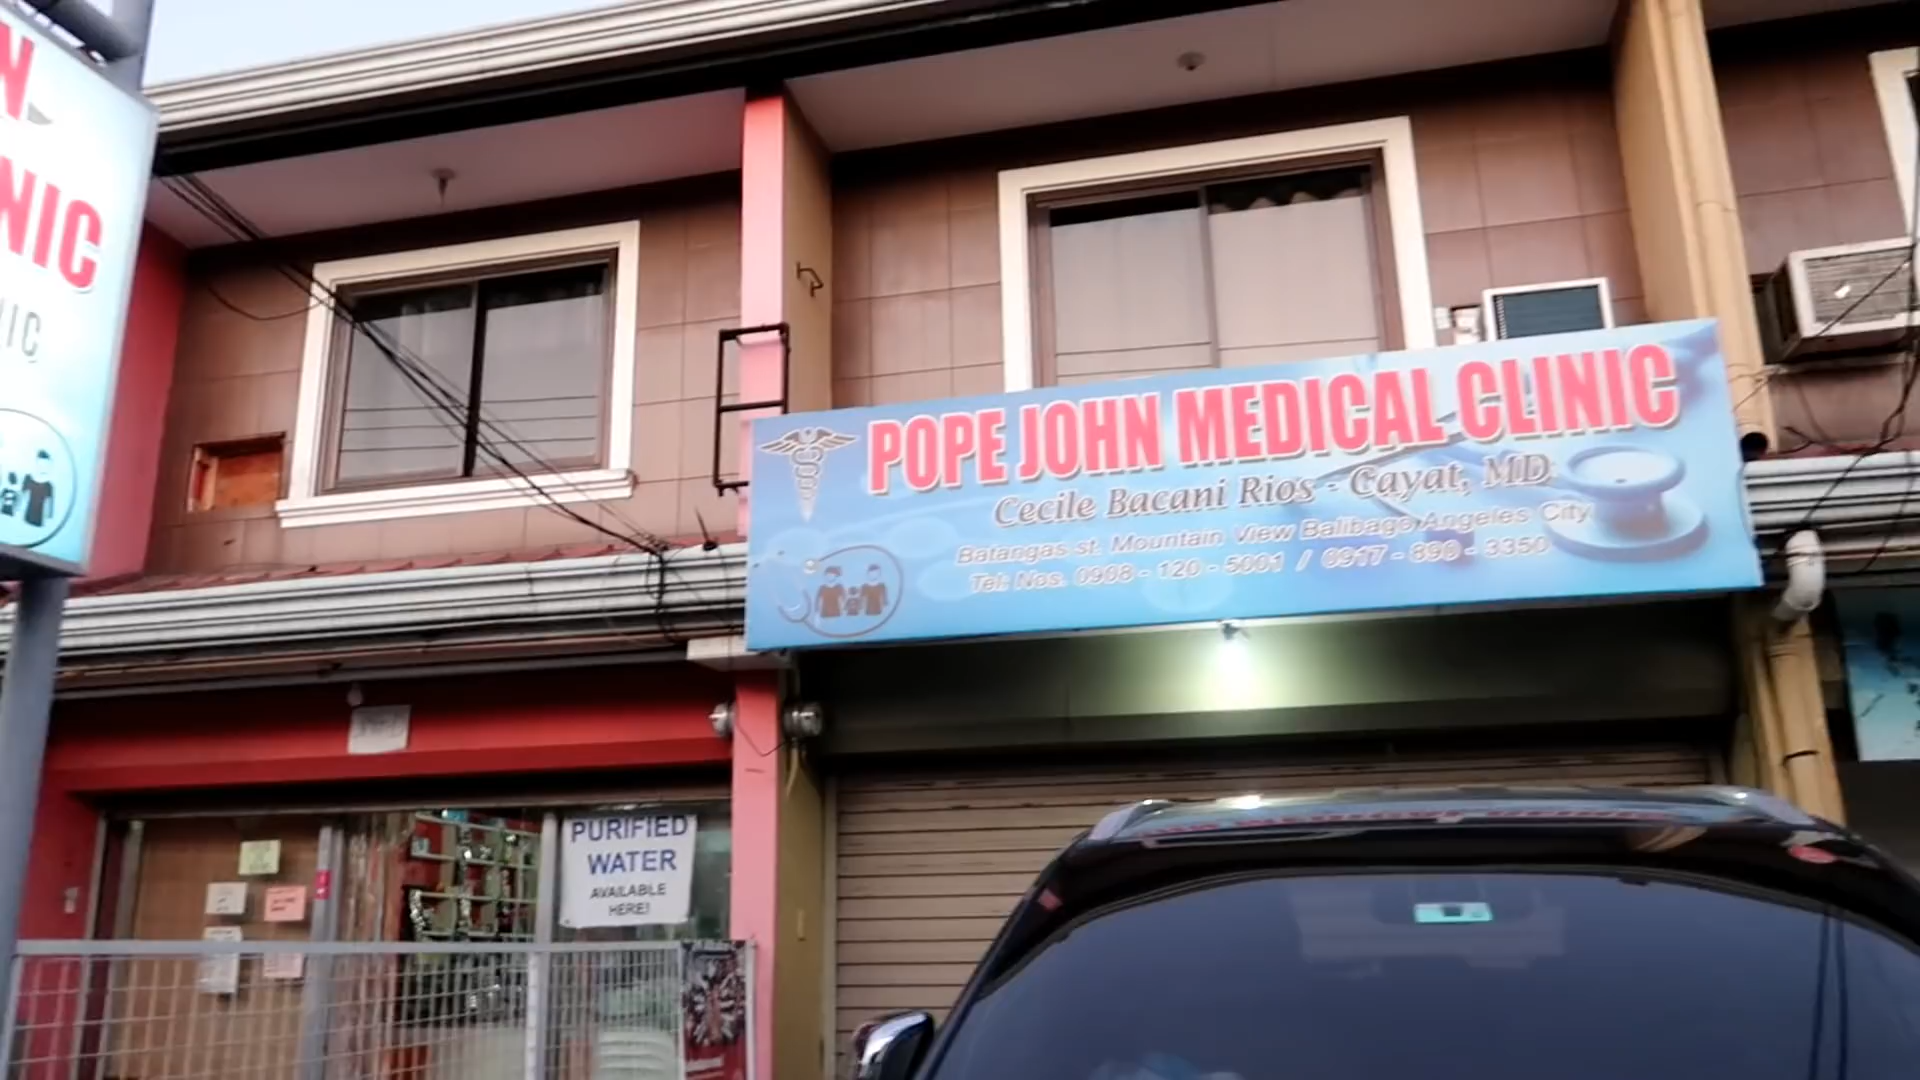 N
NIC
NIC
POPE JOHN MEDICAL CLINIC
Cecile Bacani Rios - Cayat, MD
Batangas st. Mountain View Balibago Angeles City
Tel: Nos. 0908 - 120 - 5001 / 0917 - 890 - 3350
PURIFIED
WATER
AVAILABLE
HERE!